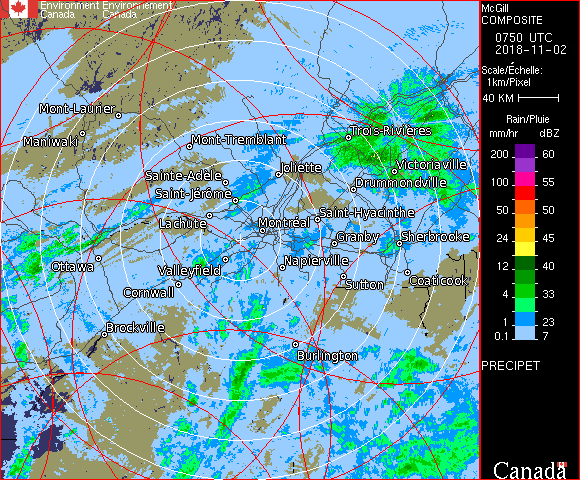 Environment Environnement
Canada Canada
McGill
COMPOSITE
0750 UTC
2018-11-02
Scale/Échelle:
1km/Pixel
40 KM
Rain/Pluie
mm/hr dBZ
200 60
100 55
50 50
24 45
12 40
4 33
1 23
0.1 7
PRECIPET
Canada
Mont-Laurier
Maniwaki
Mont-Tremblant
Trois-Rivières
Joliette
Victoriaville
Sainte-Adèle
Drummondville
Saint-Jérôme
Lachute
Saint-Hyacinthe
Montréal
Granby
Sherbrooke
Ottawa
Valleyfield
Napierville
Cornwall
Sutton
Coaticook
Brockville
Burlington